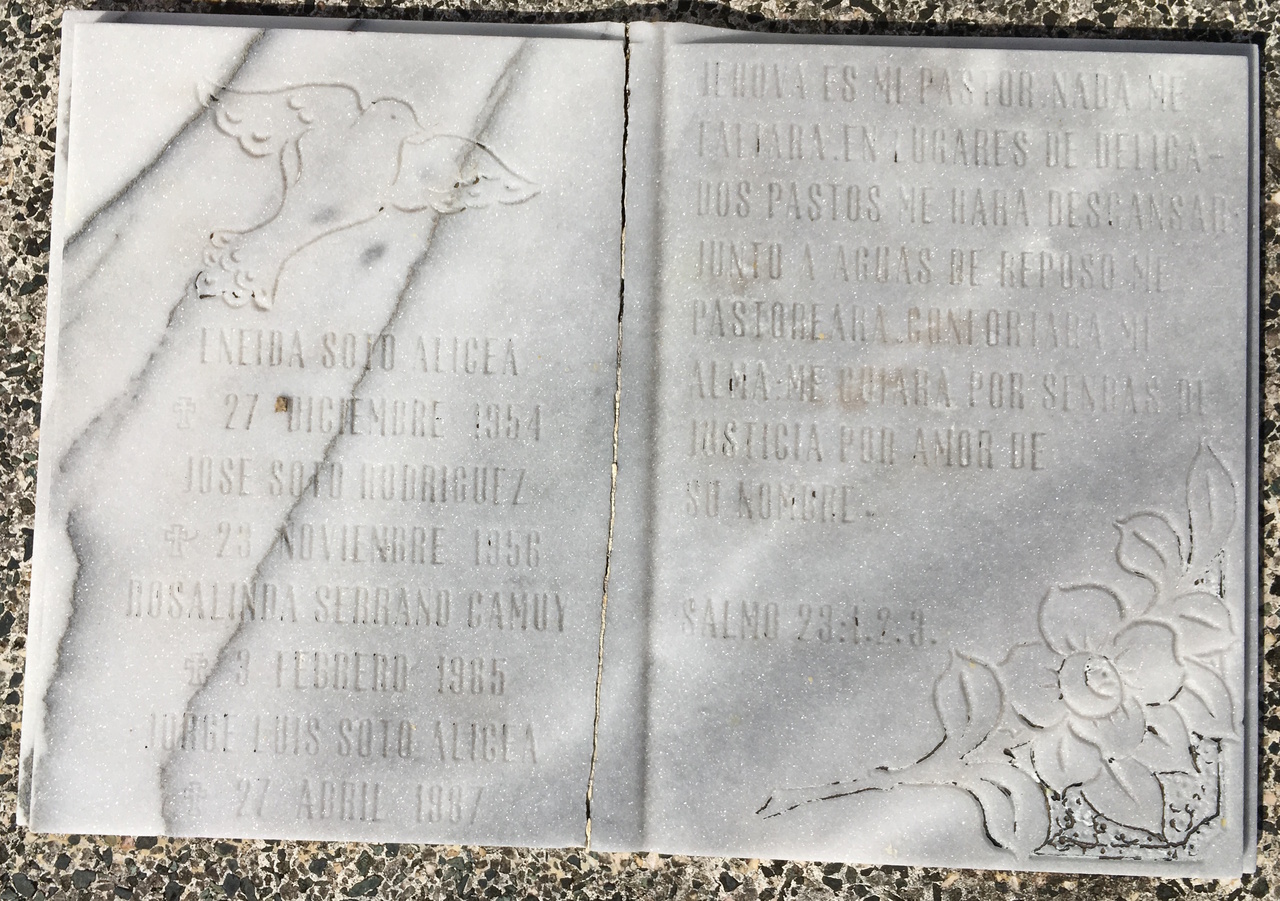 ENEIDA SOTO ALICEA
✝ 27 DICIEMBRE 1954
JOSE SOTO RODRIGUEZ
✝ 23 NOVIEMBRE 1956
ROSALINDA SERRANO CAMUY
✝ 3 FEBRERO 1985
JORGE LUIS SOTO ALICEA
✝ 27 ABRIL 1987
JEHOVA ES MI PASTOR.NADA ME
FALTARA.EN LUGARES DE DELICA-
DOS PASTOS ME HARA DESCANSAR:
JUNTO A AGUAS DE REPOSO ME
PASTOREARA.CONFORTARA MI
ALMA:ME GUIARA POR SENDAS DE
JUSTICIA POR AMOR DE
SU NOMBRE.
SALMO 23:1.2.3.